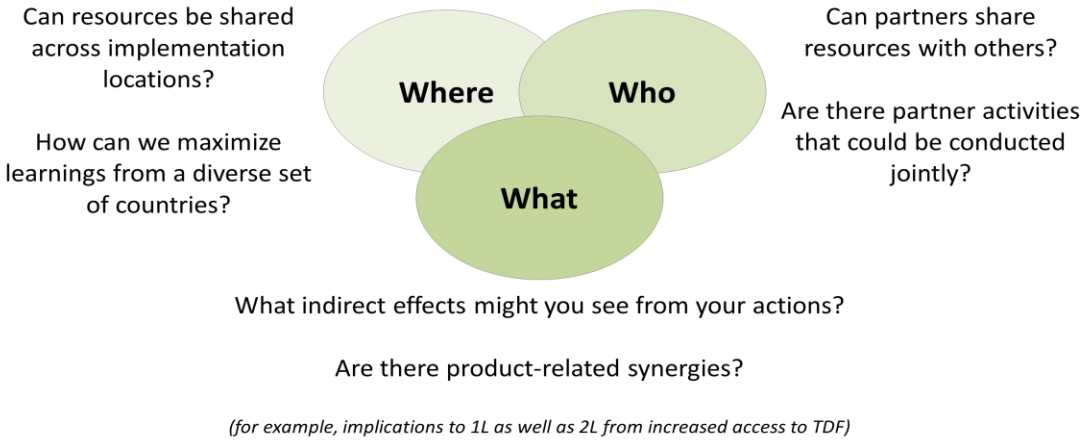 Can resources be shared
across implementation
locations?
How can we maximize
learnings from a diverse set
of countries?
Where
Who
What
Can partners share
resources with others?
Are there partner activities
that could be conducted
jointly?
What indirect effects might you see from your actions?
Are there product-related synergies?
(for example, implications to 1L as well as 2L from increased access to TDF)